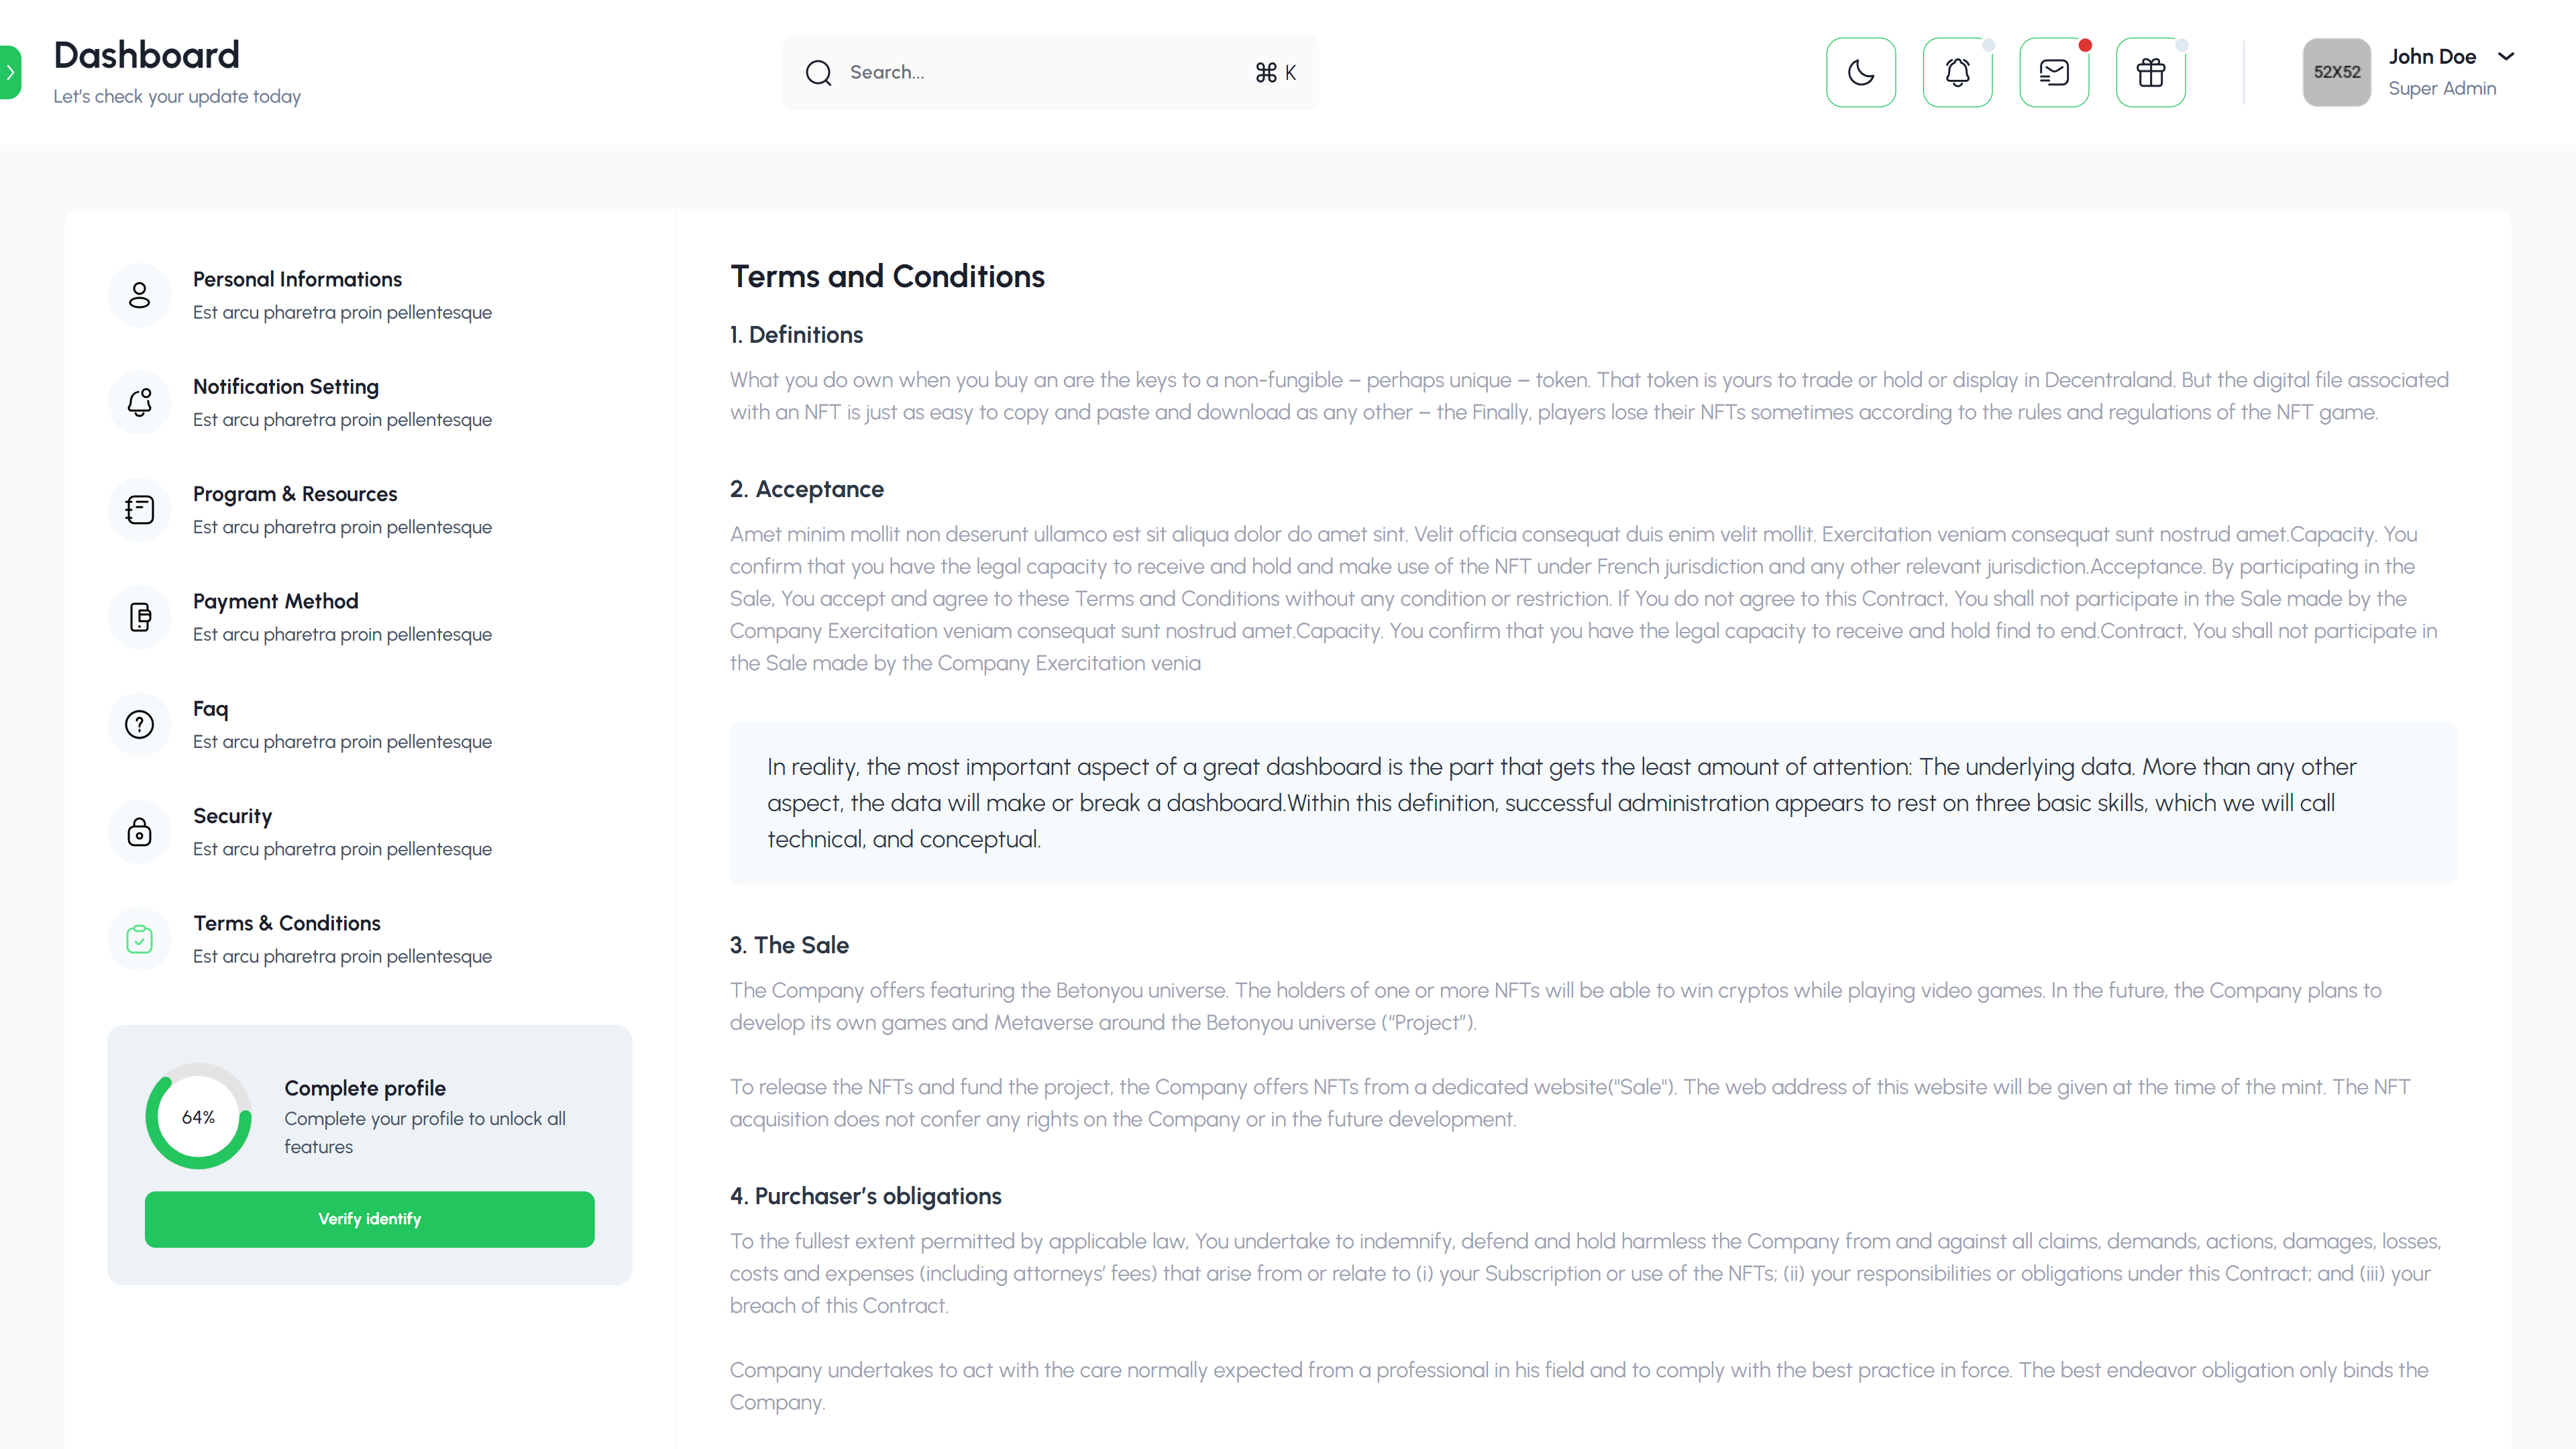 Dashboard
Let's check your update today
Search...
⌘ K
52X52
John Doe
Super Admin
Personal Informations
Est arcu pharetra proin pellentesque
Notification Setting
Est arcu pharetra proin pellentesque
Program & Resources
Est arcu pharetra proin pellentesque
Payment Method
Est arcu pharetra proin pellentesque
Faq
Est arcu pharetra proin pellentesque
Security
Est arcu pharetra proin pellentesque
Terms & Conditions
Est arcu pharetra proin pellentesque
64%
Complete profile
Complete your profile to unlock all
features
Verify identify
Terms and Conditions
1. Definitions
What you do own when you buy an are the keys to a non-fungible – perhaps unique – token. That token is yours to trade or hold or display in Decentraland. But the digital file associated
with an NFT is just as easy to copy and paste and download as any other – the Finally, players lose their NFTs sometimes according to the rules and regulations of the NFT game.
2. Acceptance
Amet minim mollit non deserunt ullamco est sit aliqua dolor do amet sint. Velit officia consequat duis enim velit mollit. Exercitation veniam consequat sunt nostrud amet.Capacity. You
confirm that you have the legal capacity to receive and hold and make use of the NFT under French jurisdiction and any other relevant jurisdiction.Acceptance. By participating in the
Sale, You accept and agree to these Terms and Conditions without any condition or restriction. If You do not agree to this Contract, You shall not participate in the Sale made by the
Company Exercitation veniam consequat sunt nostrud amet.Capacity. You confirm that you have the legal capacity to receive and hold find to end.Contract, You shall not participate in
the Sale made by the Company Exercitation venia
In reality, the most important aspect of a great dashboard is the part that gets the least amount of attention: The underlying data. More than any other
aspect, the data will make or break a dashboard.Within this definition, successful administration appears to rest on three basic skills, which we will call
technical, and conceptual.
3. The Sale
The Company offers featuring the Betonyou universe. The holders of one or more NFTs will be able to win cryptos while playing video games. In the future, the Company plans to
develop its own games and Metaverse around the Betonyou universe (“Project”).
To release the NFTs and fund the project, the Company offers NFTs from a dedicated website("Sale"). The web address of this website will be given at the time of the mint. The NFT
acquisition does not confer any rights on the Company or in the future development.
4. Purchaser’s obligations
To the fullest extent permitted by applicable law, You undertake to indemnify, defend and hold harmless the Company from and against all claims, demands, actions, damages, losses,
costs and expenses (including attorneys’ fees) that arise from or relate to (i) your Subscription or use of the NFTs; (ii) your responsibilities or obligations under this Contract; and (iii) your
breach of this Contract.
Company undertakes to act with the care normally expected from a professional in his field and to comply with the best practice in force. The best endeavor obligation only binds the
Company.